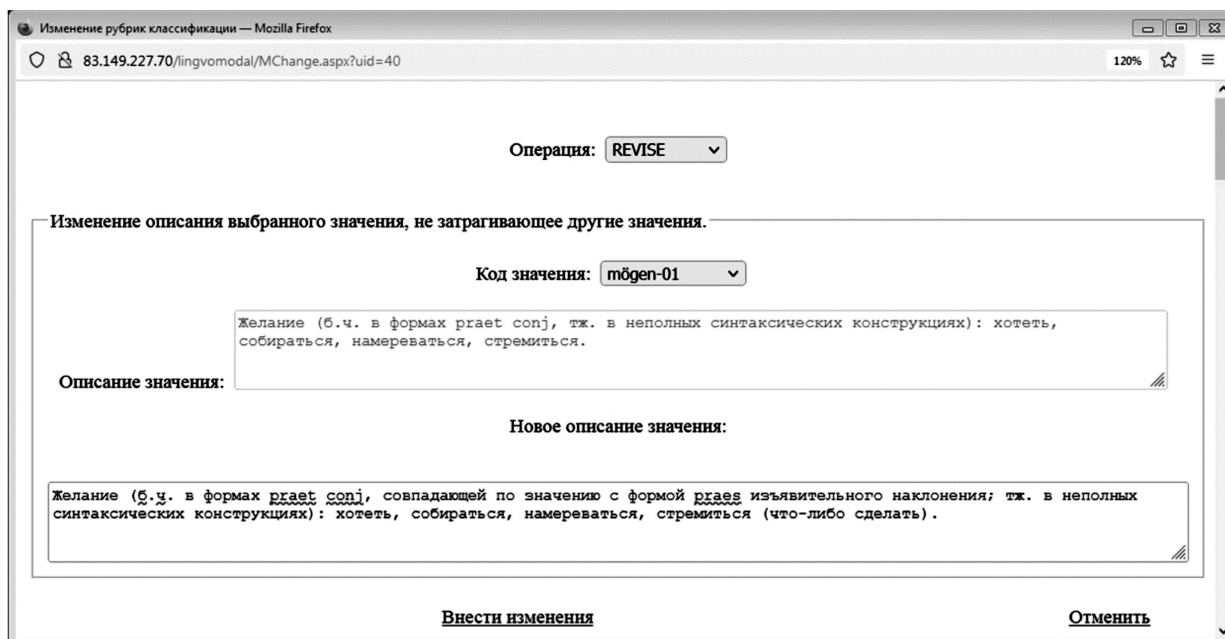 Изменение рубрик классификации — Mozilla Firefox
83.149.227.70/lingvomodal/MChange.aspx?uid=40
120%
Операция: REVISE
Изменение описания выбранного значения, не затрагивающее другие значения.
Код значения: mögen-01
Желание (б.ч. в формах praet conj, тж. в неполных синтаксических конструкциях): хотеть,
собираться, намереваться, стремиться.
Описание значения:
Новое описание значения:
Желание (б.ч. в формах praet conj, совпадающей по значению с формой praes изъявительного наклонения; тж. в неполных
синтаксических конструкциях): хотеть, собираться, намереваться, стремиться (что-либо сделать).
Внести изменения Отменить